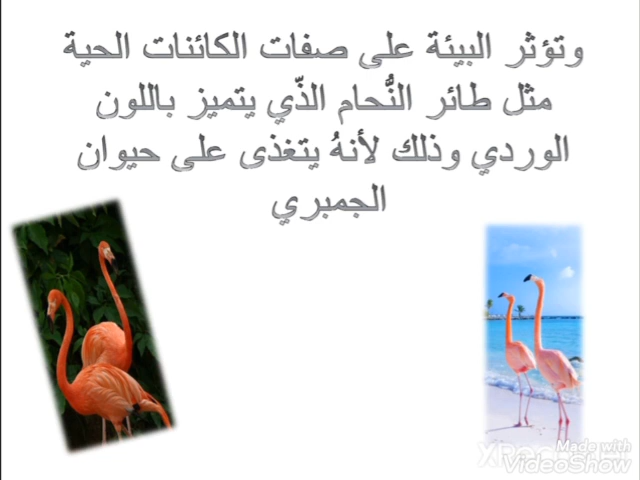 وتؤثر البيئة على صفات الكائنات الحية
مثل طائر النُّحام الذّي يتميز باللون
الوردي وذلك لأنهُ يتغذى على حيوان
الجمبري
Made with
VideoShow